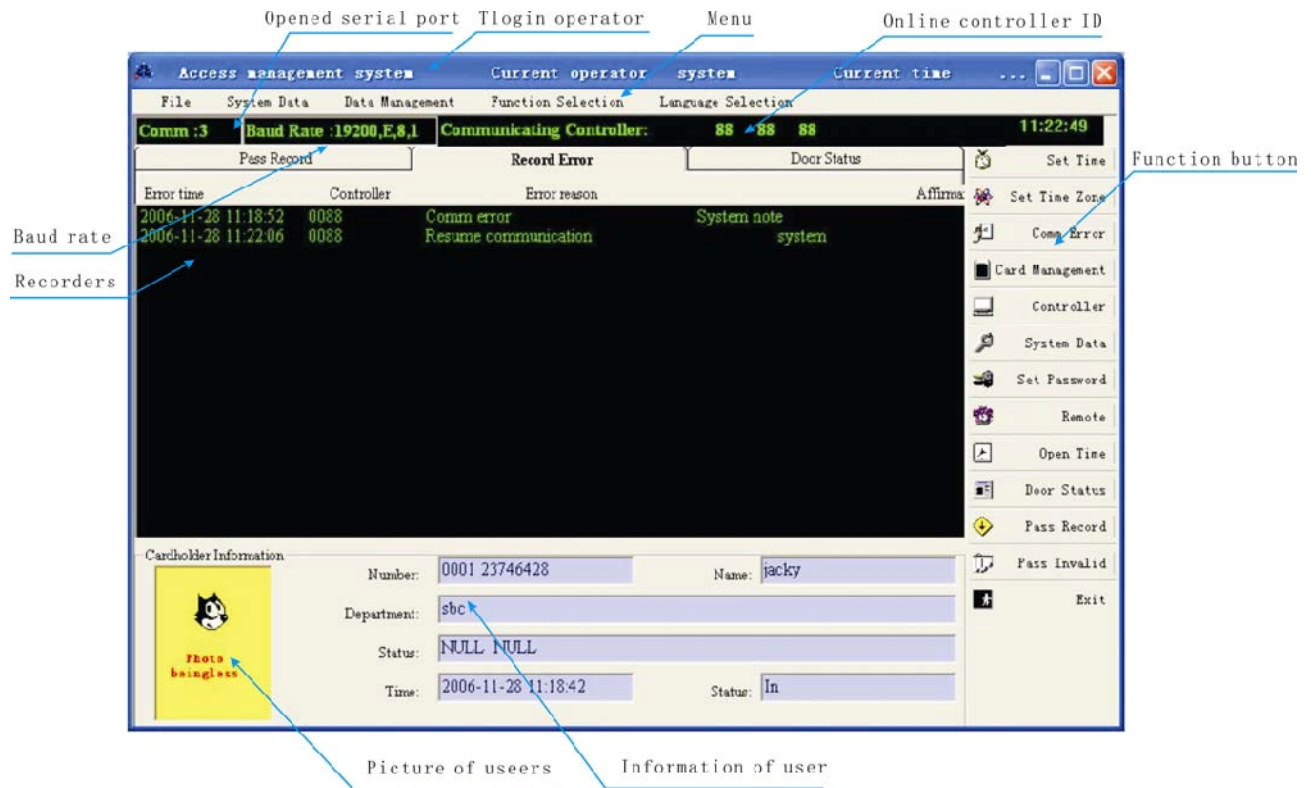 Opened serial port Tlogin operator Menu Online controller ID
Access management system Current operator system Current time ...
File System Data Data Management Function Selection Language Selection
Comm :3 Baud Rate :19200,E,8,1 Communicating Controller: 88 88 88 11:22:49
Pass Record Record Error Door Status
Set Time
Function button
Error time Controller Error reason Affirma
Set Time Zone
2006-11-28 11:18:52 0088 Comm error System note
2006-11-28 11:22:06 0088 Resume communication system
Comm Error
Baud rate
Recorders
Card Management
Controller
System Data
Set Password
Remote
Open Time
Door Status
Pass Record
Pass Invalid
Exit
Cardholder Information
Number: 0001 23746428 Name: jacky
Department: sbc
Status: NULL NULL
Photo
beingless
Time: 2006-11-28 11:18:42 Status: In
Picture of useers Information of user